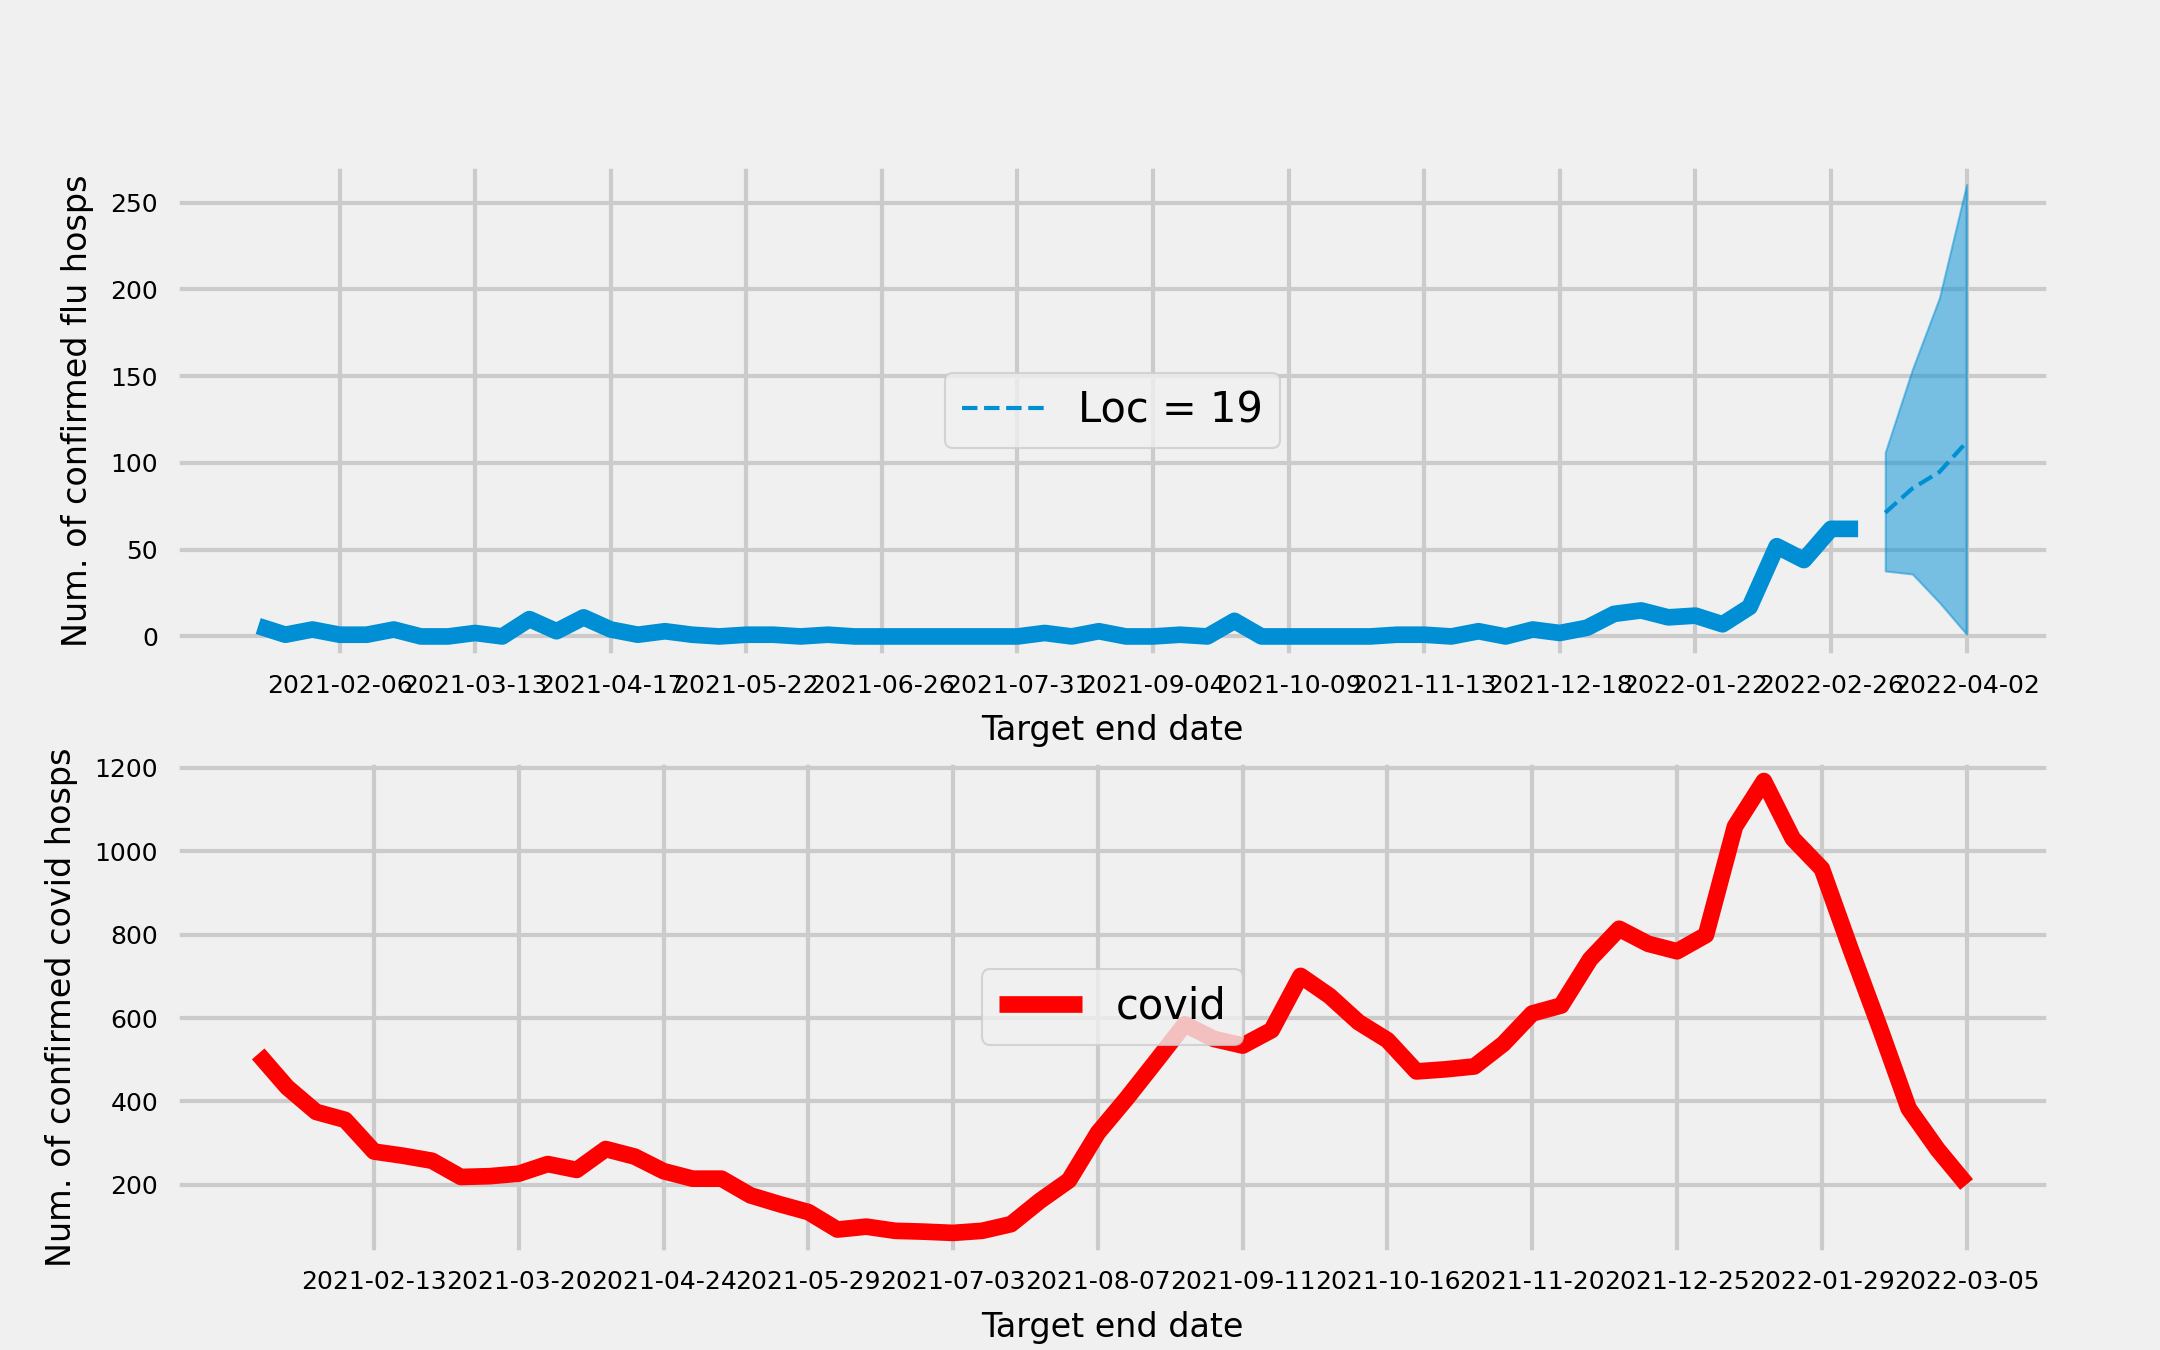 Num. of confirmed flu hosps
250
200
150
100
50
0
Loc = 19
2021-02-06 2021-03-13 2021-04-17 2021-05-22 2021-06-26 2021-07-31 2021-09-04 2021-10-09 2021-11-13 2021-12-18 2022-01-22 2022-02-26 2022-04-02
Target end date
Num. of confirmed covid hosps
1200
1000
800
600
400
200
covid
2021-02-13 2021-03-20 2021-04-24 2021-05-29 2021-07-03 2021-08-07 2021-09-11 2021-10-16 2021-11-20 2021-12-25 2022-01-29 2022-03-05
Target end date